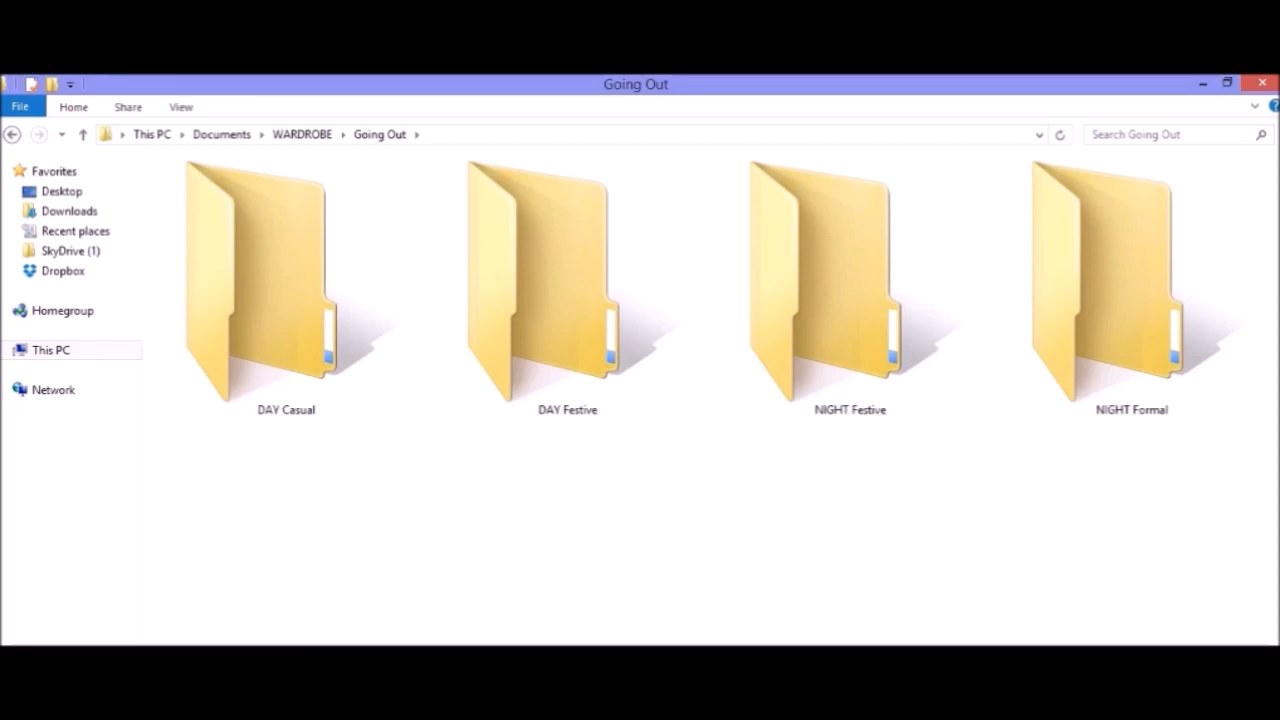 Going Out
File Home Share View
This PC Documents WARDROBE Going Out Search Going Out
Favorites
Desktop
Downloads
Recent places
SkyDrive (1)
Dropbox
Homegroup
This PC
Network
DAY Casual DAY Festive NIGHT Festive NIGHT Formal